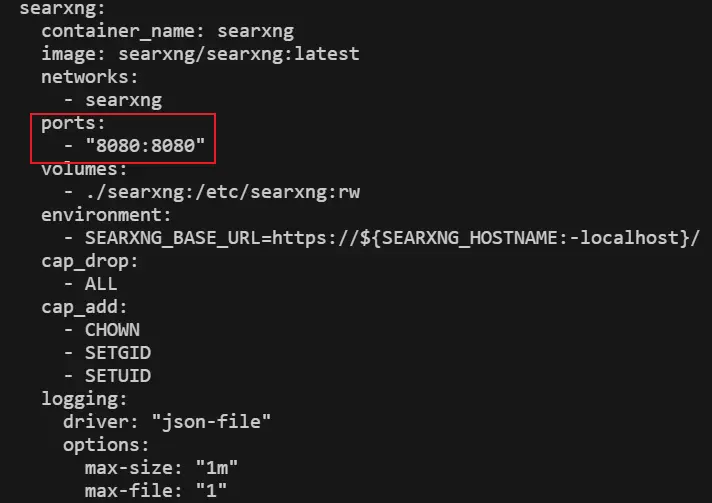 searxng:
  container_name: searxng
  image: searxng/searxng:latest
  networks:
    - searxng
  ports:
    - "8080:8080"
  volumes:
    - ./searxng:/etc/searxng:rw
  environment:
    - SEARXNG_BASE_URL=https://${SEARXNG_HOSTNAME:-localhost}/
  cap_drop:
    - ALL
  cap_add:
    - CHOWN
    - SETGID
    - SETUID
  logging:
    driver: "json-file"
    options:
      max-size: "1m"
      max-file: "1"